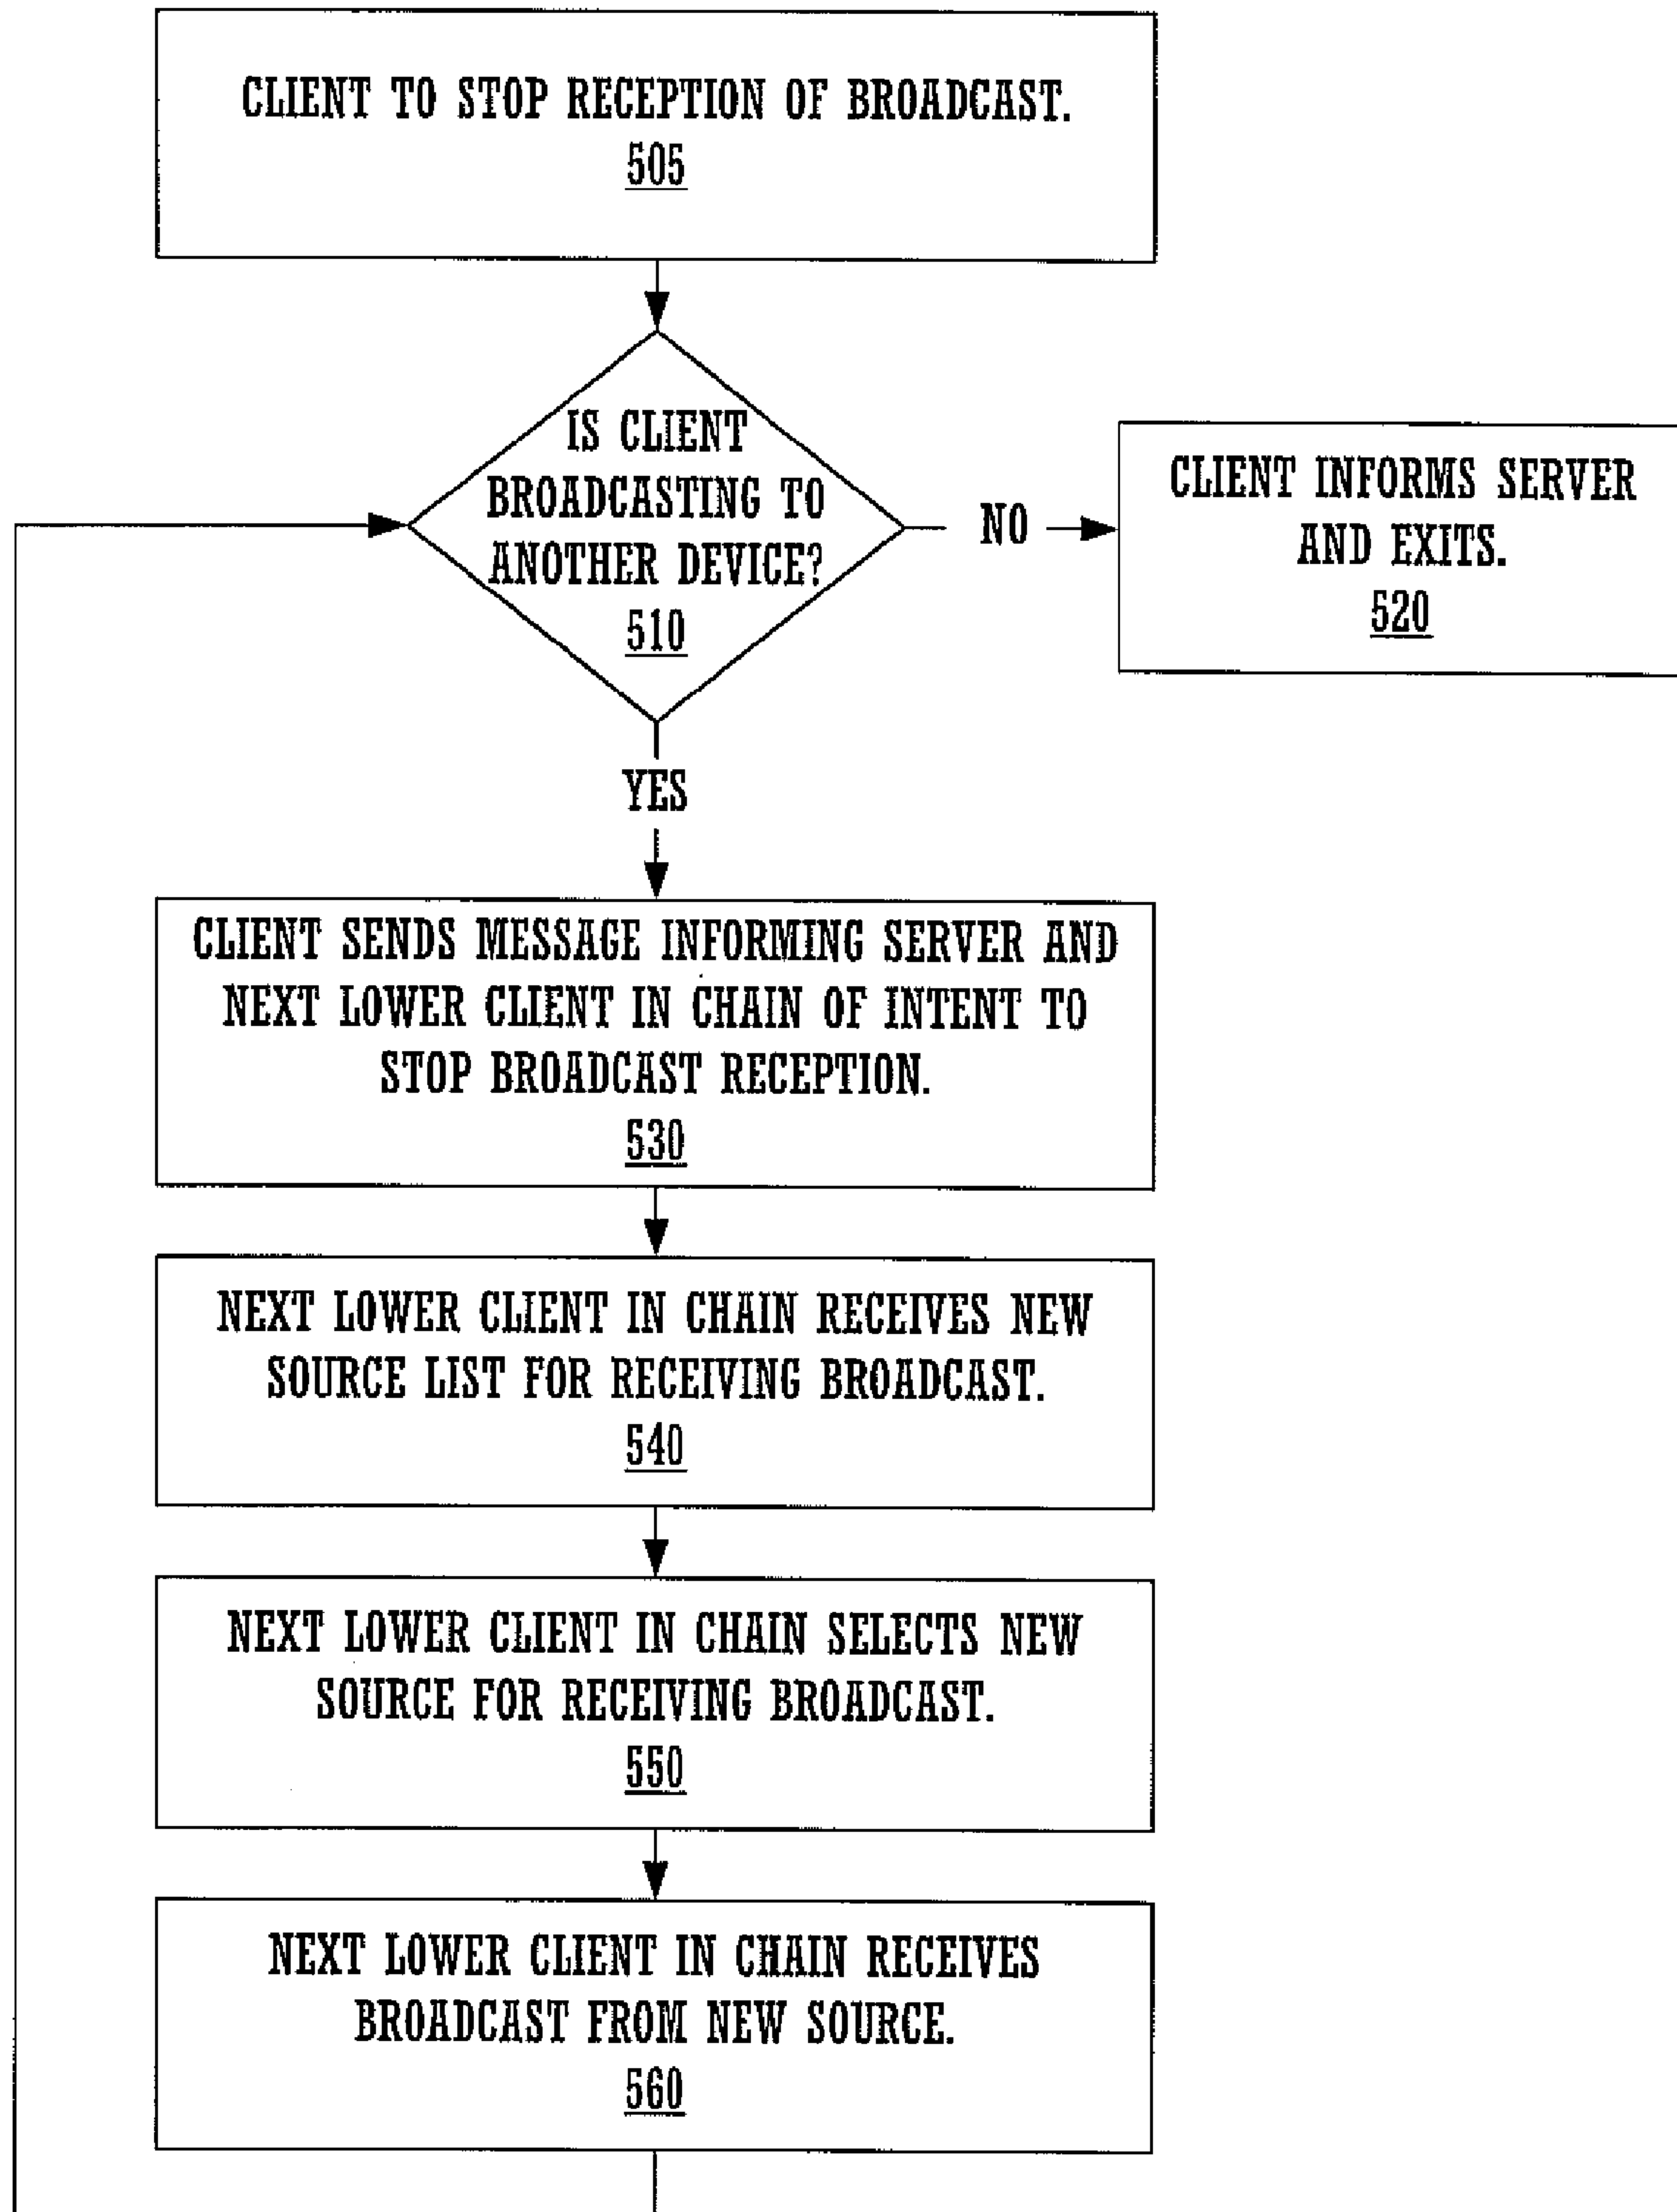 CLIENT TO STOP RECEPTION OF BROADCAST.
505
IS CLIENT
BROADCASTING TO
ANOTHER DEVICE?
510
NO
CLIENT INFORMS SERVER
AND EXITS.
520
YES
CLIENT SENDS MESSAGE INFORMING SERVER AND
NEXT LOWER CLIENT IN CHAIN OF INTENT TO
STOP BROADCAST RECEPTION.
530
NEXT LOWER CLIENT IN CHAIN RECEIVES NEW
SOURCE LIST FOR RECEIVING BROADCAST.
540
NEXT LOWER CLIENT IN CHAIN SELECTS NEW
SOURCE FOR RECEIVING BROADCAST.
550
NEXT LOWER CLIENT IN CHAIN RECEIVES
BROADCAST FROM NEW SOURCE.
560